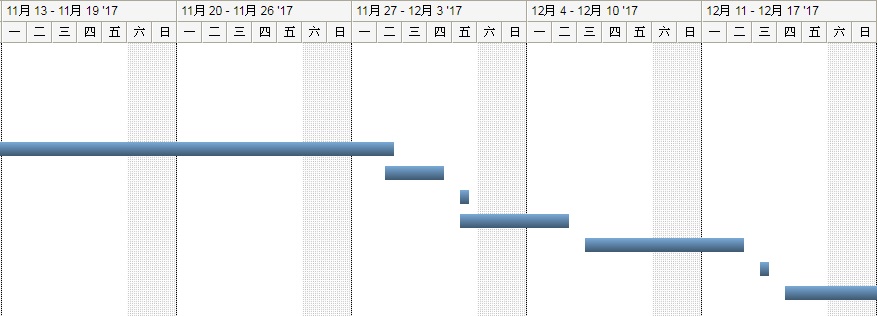 11月 13 - 11月 19 '17 11月 20 - 11月 26 '17 11月 27 - 12月 3 '17 12月 4 - 12月 10 '17 12月 11 - 12月 17 '17
一 二 三 四 五 六 日 一 二 三 四 五 六 日 一 二 三 四 五 六 日 一 二 三 四 五 六 日 一 二 三 四 五 六 日